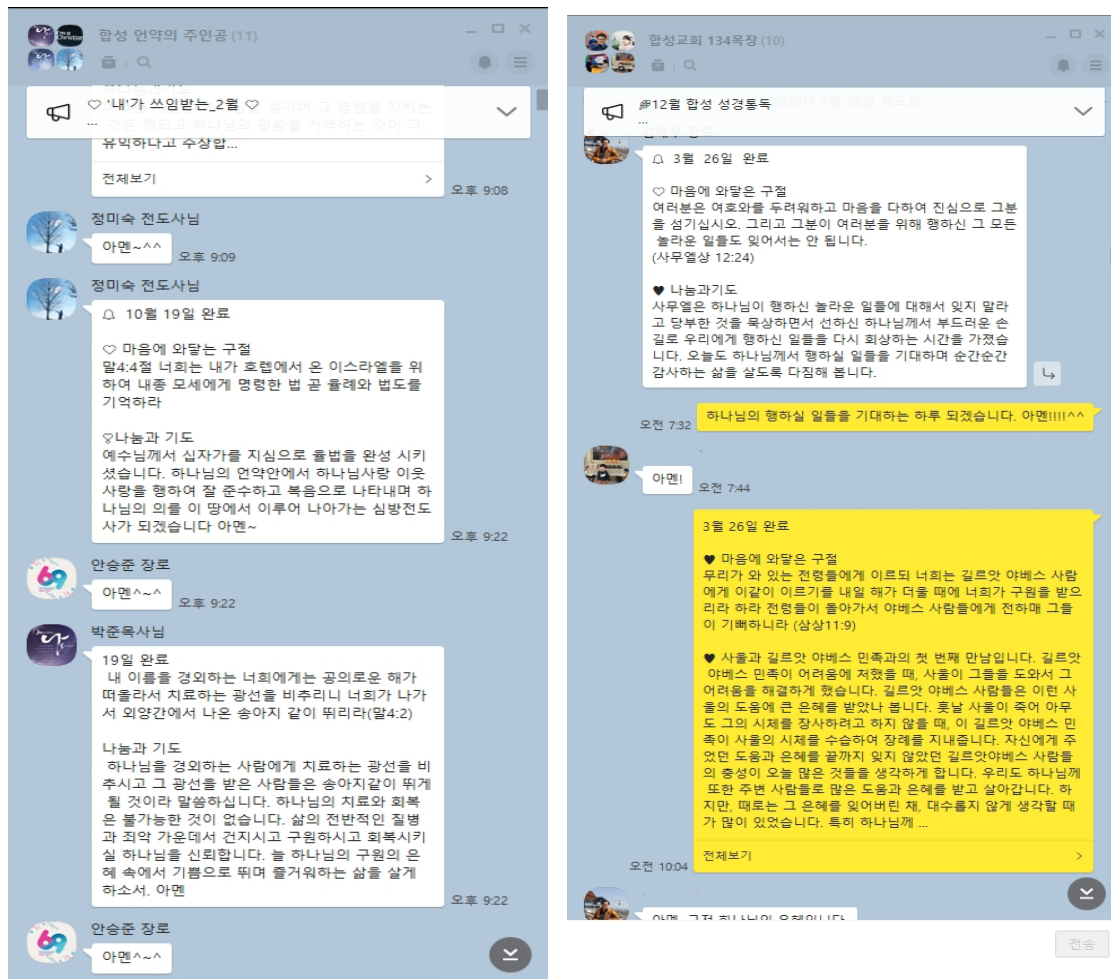 합성 언약의 주인공 (11)
♡ '내'가 쓰임받는_2월 ♡
...
유익하다고 수상합...
전체보기
오후 9:08
정미숙 전도사님
아멘~^^
오후 9:09
정미숙 전도사님
10월 19일 완료
♡ 마음에 와닿는 구절
말4:4절 너희는 내가 호렙에서 온 이스라엘을 위
하여 내종 모세에게 명령한 법 곧 율례와 법도를
기억하라
나눔과 기도
예수님께서 십자가를 지심으로 율법을 완성 시키
셨습니다. 하나님의 언약안에서 하나님사랑 이웃
사랑을 행하여 잘 준수하고 복음으로 나타내며 하
나님의 의를 이 땅에서 이루어 나아가는 심방전도
사가 되겠습니다 아멘~
오후 9:22
안승준 장로
아멘^~^
오후 9:22
박준목사님
19일 완료
내 이름을 경외하는 너희에게는 공의로운 해가
떠올라서 치료하는 광선을 비추리니 너희가 나가
서 외양간에서 나온 송아지 같이 뛰리라(말4:2)
나눔과 기도
하나님을 경외하는 사람에게 치료하는 광선을 비
추시고 그 광선을 받은 사람들은 송아지같이 뛰게
될 것이라 말씀하십니다. 하나님의 치료와 회복
은 불가능한 것이 없습니다. 삶의 전반적인 질병
과 죄악 가운데서 건지시고 구원하시고 회복시키
실 하나님을 신뢰합니다. 늘 하나님의 구원의 은
혜 속에서 기쁨으로 뛰며 즐거워하는 삶을 살게
하소서. 아멘
오후 9:22
안승준 장로
아멘^~^
합성교회 134목장 (10)
12월 합성 성경통독
...
3월 26일 완료
♡ 마음에 와닿은 구절
여러분은 여호와를 두려워하고 마음을 다하여 진심으로 그분
을 섬기십시오. 그리고 그분이 여러분을 위해 행하신 그 모든
놀라운 일들도 잊어서는 안 됩니다.
(사무엘상 12:24)
♥ 나눔과기도
사무엘은 하나님이 행하신 놀라운 일들에 대해서 잊지 말라
고 당부한 것을 묵상하면서 선하신 하나님께서 부드러운 손
길로 우리에게 행하신 일들을 다시 회상하는 시간을 가졌습
니다. 오늘도 하나님께서 행하실 일들을 기대하며 순간순간
감사하는 삶을 살도록 다짐해 봅니다.
하나님의 행하실 일들을 기대하는 하루 되겠습니다. 아멘!!!!^^
오전 7:32
아멘!
오전 7:44
3월 26일 완료
♥ 마음에 와닿은 구절
무리가 와 있는 전령들에게 이르되 너희는 길르앗 야베스 사람
에게 이같이 이르기를 내일 해가 더울 때에 너희가 구원을 받으
리라 하라 전령들이 돌아가서 야베스 사람들에게 전하매 그들
이 기뻐하니라 (삼상11:9)
♥ 사울과 길르앗 야베스 민족과의 첫 번째 만남입니다. 길르앗
야베스 민족이 어려움에 처했을 때, 사울이 그들을 도와서 그
어려움을 해결하게 했습니다. 길르앗 야베스 사람들은 이런 사
울의 도움에 큰 은혜를 받았나 봅니다. 훗날 사울이 죽어 아무
도 그의 시체를 장사하려고 하지 않을 때, 이 길르앗 야베스 민
족이 사울의 시체를 수습하여 장례를 지내줍니다. 자신에게 주
었던 도움과 은혜를 끝까지 잊지 않았던 길르앗야베스 사람들
의 충성이 오늘 많은 것들을 생각하게 합니다. 우리도 하나님께
또한 주변 사람들로 많은 도움과 은혜를 받고 살아갑니다. 하
지만, 때로는 그 은혜를 잊어버린 채, 대수롭지 않게 생각할 때
가 많이 있었습니다. 특히 하나님께 ...
전체보기
오전 10:04
전송